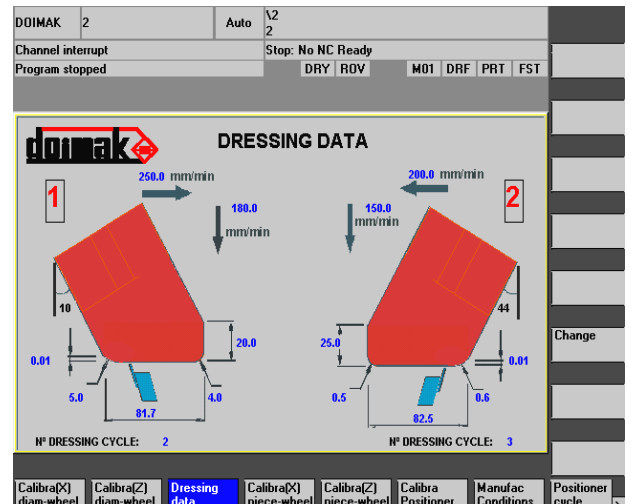 DOIMAK 2 Auto \2
2
Channel interrupt Stop: No NC Ready
Program stopped DRY ROV M01 DRF PRT FST
doimak DRESSING DATA
250.0 mm/min 200.0 mm/min
1 2
180.0 150.0
mm/min mm/min
10 44
20.0 25.0
Change
0.01 0.01
5.0 4.0 0.5 0.6
81.7 82.5
Nº DRESSING CYCLE: 2 Nº DRESSING CYCLE: 3
Calibra(X) Calibra(Z) Dressing Calibra(X) Calibra(Z) Calibra Manufac Positioner
diam-wheel diam-wheel data piece-wheel piece-wheel Positioner Conditions cycle >